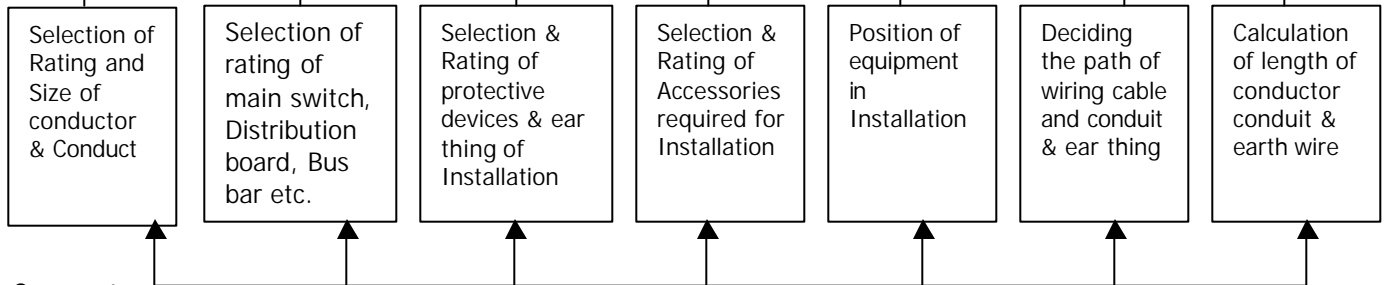 Selection of
Rating and
Size of
conductor
& Conduct
Selection of
rating of
main switch,
Distribution
board, Bus
bar etc.
Selection &
Rating of
protective
devices & ear
thing of
Installation
Selection &
Rating of
Accessories
required for
Installation
Position of
equipment
in
Installation
Deciding
the path of
wiring cable
and conduit
& ear thing
Calculation
of length of
conductor
conduit &
earth wire